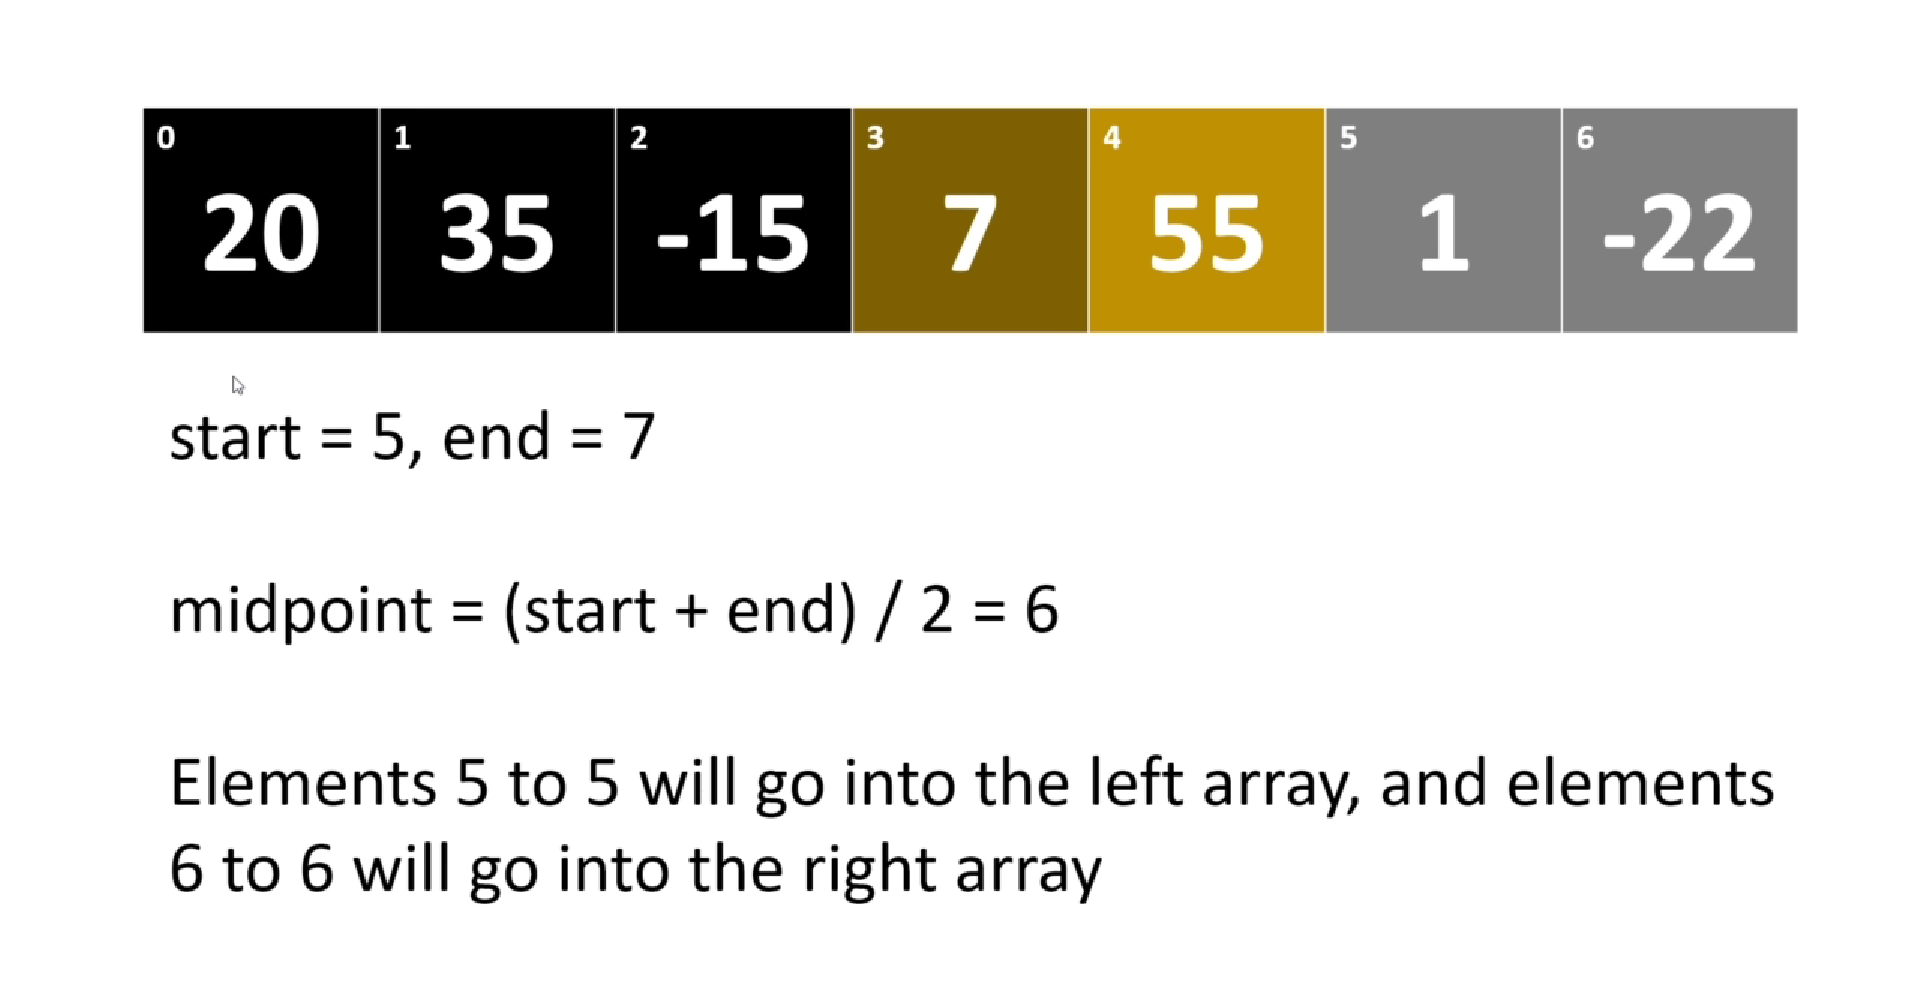 0 1 2 3 4 5 6
20 35 -15 7 55 1 -22
start = 5, end = 7
midpoint = (start + end) / 2 = 6
Elements 5 to 5 will go into the left array, and elements
6 to 6 will go into the right array